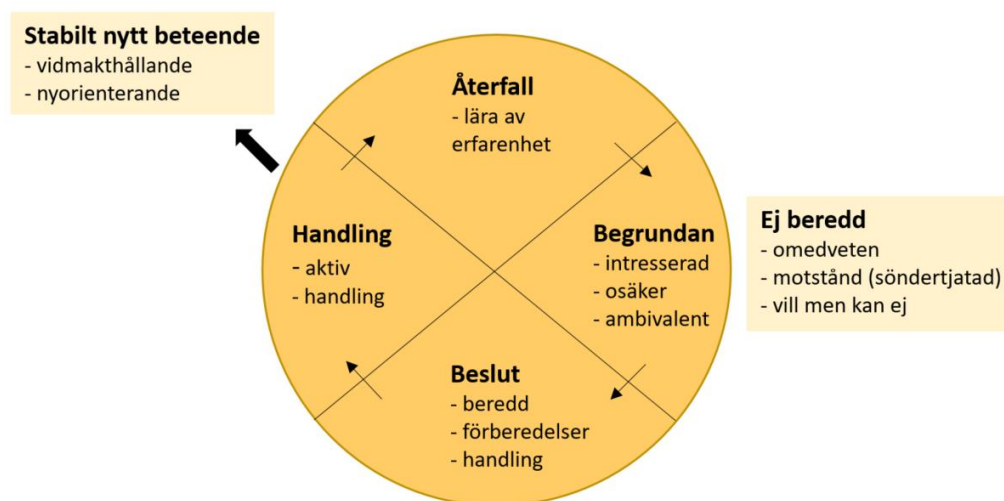 Stabilt nytt beteende
- vidmakthållande
- nyorienterande
Återfall
- lära av
erfarenhet
Handling
- aktiv
- handling
Begrundan
- intresserad
- osäker
- ambivalent
Ej beredd
- omedveten
- motstånd (söndertjatad)
- vill men kan ej
Beslut
- beredd
- förberedelser
- handling